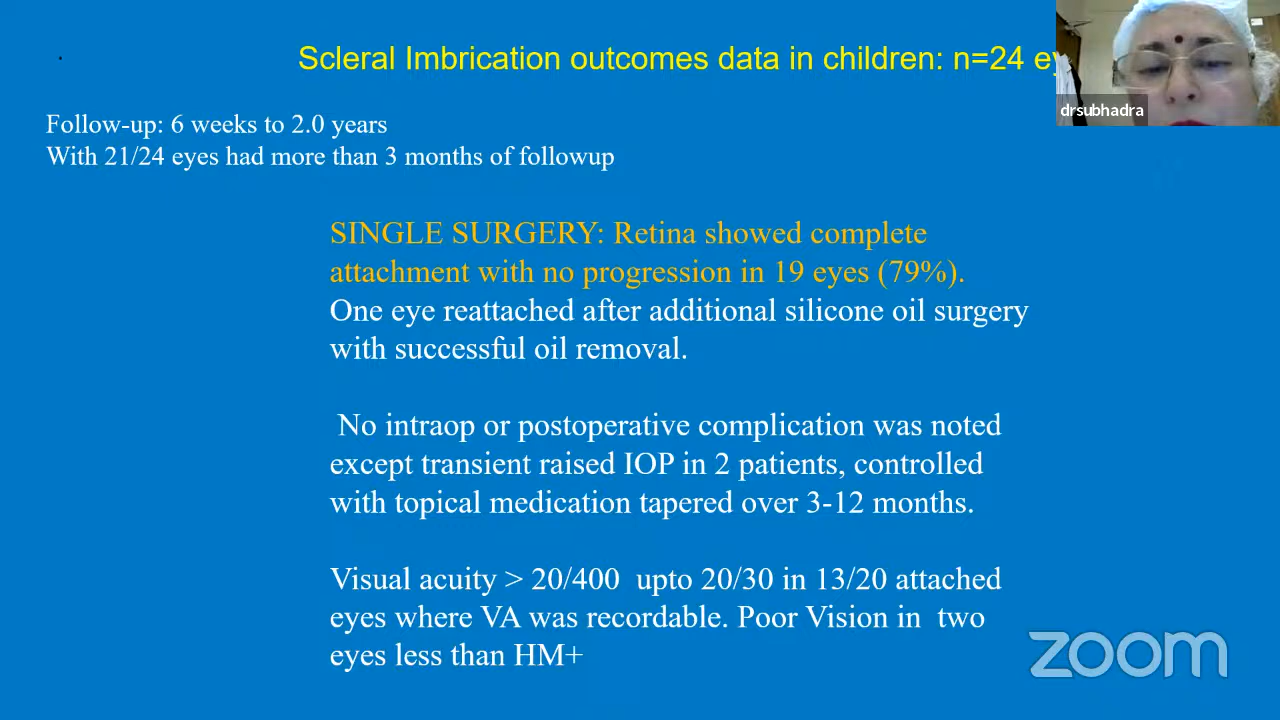 Scleral Imbrication outcomes data in children: n=24
drsubhadra
Follow-up: 6 weeks to 2.0 years
With 21/24 eyes had more than 3 months of followup
SINGLE SURGERY: Retina showed complete
attachment with no progression in 19 eyes (79%).
One eye reattached after additional silicone oil surgery
with successful oil removal.
No intraop or postoperative complication was noted
except transient raised IOP in 2 patients, controlled
with topical medication tapered over 3-12 months.
Visual acuity > 20/400 upto 20/30 in 13/20 attached
eyes where VA was recordable. Poor Vision in two
eyes less than HM+
zoom